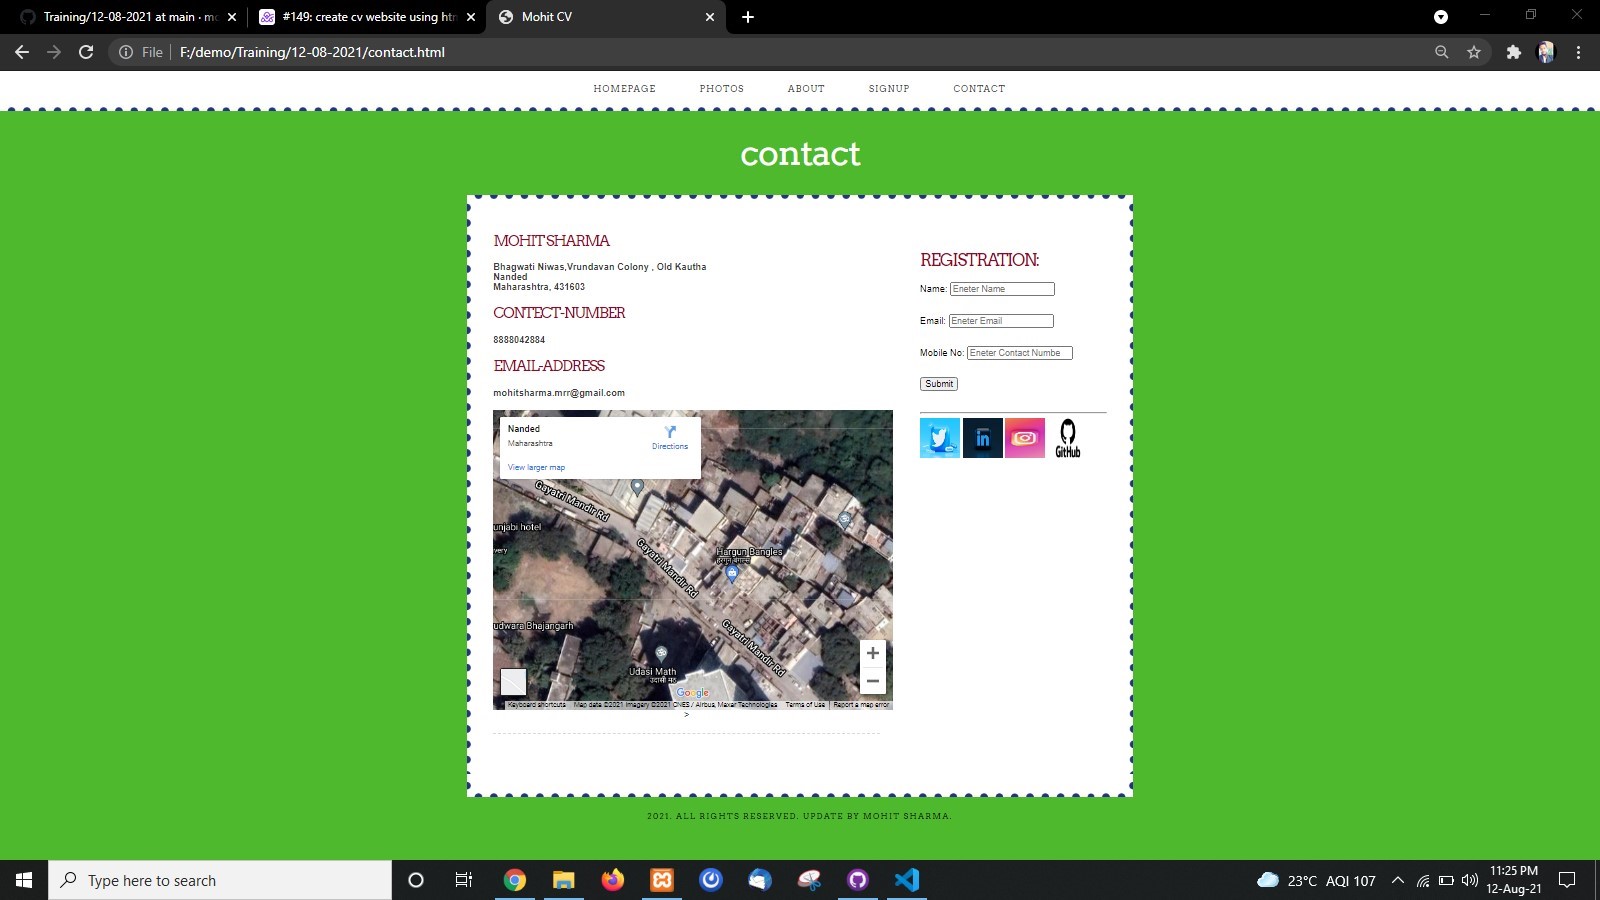 Training/12-08-2021 at main · mo
#149: create cv website using htm
Mohit CV
File
F:/demo/Training/12-08-2021/contact.html
HOMEPAGE PHOTOS ABOUT SIGNUP CONTACT
contact
MOHIT SHARMA
Bhagwati Niwas,Vrundavan Colony , Old Kautha
Nanded
Maharashtra, 431603
CONTECT-NUMBER
8888042884
EMAIL-ADDRESS
mohitsharma.mrr@gmail.com
Nanded
Maharashtra
Directions
View larger map
Gayatri Mandir Rd
unjabi hotel
very
Gayatri Mandir Rd
Hargun Bangles
udwara Bhajangarh
Gayatri Mandir Rd
Udasi Math
उदासी मठ
Google
Keyboard shortcuts Map data ©2021 Imagery ©2021 CNES / Airbus, Maxar Technologies Terms of Use Report a map error
>
REGISTRATION:
Name: Eneter Name
Email: Eneter Email
Mobile No: Eneter Contact Numbe
Submit
in
GitHub
2021. ALL RIGHTS RESERVED. UPDATE BY MOHIT SHARMA.
Type here to search
23°C AQI 107
11:25 PM
12-Aug-21